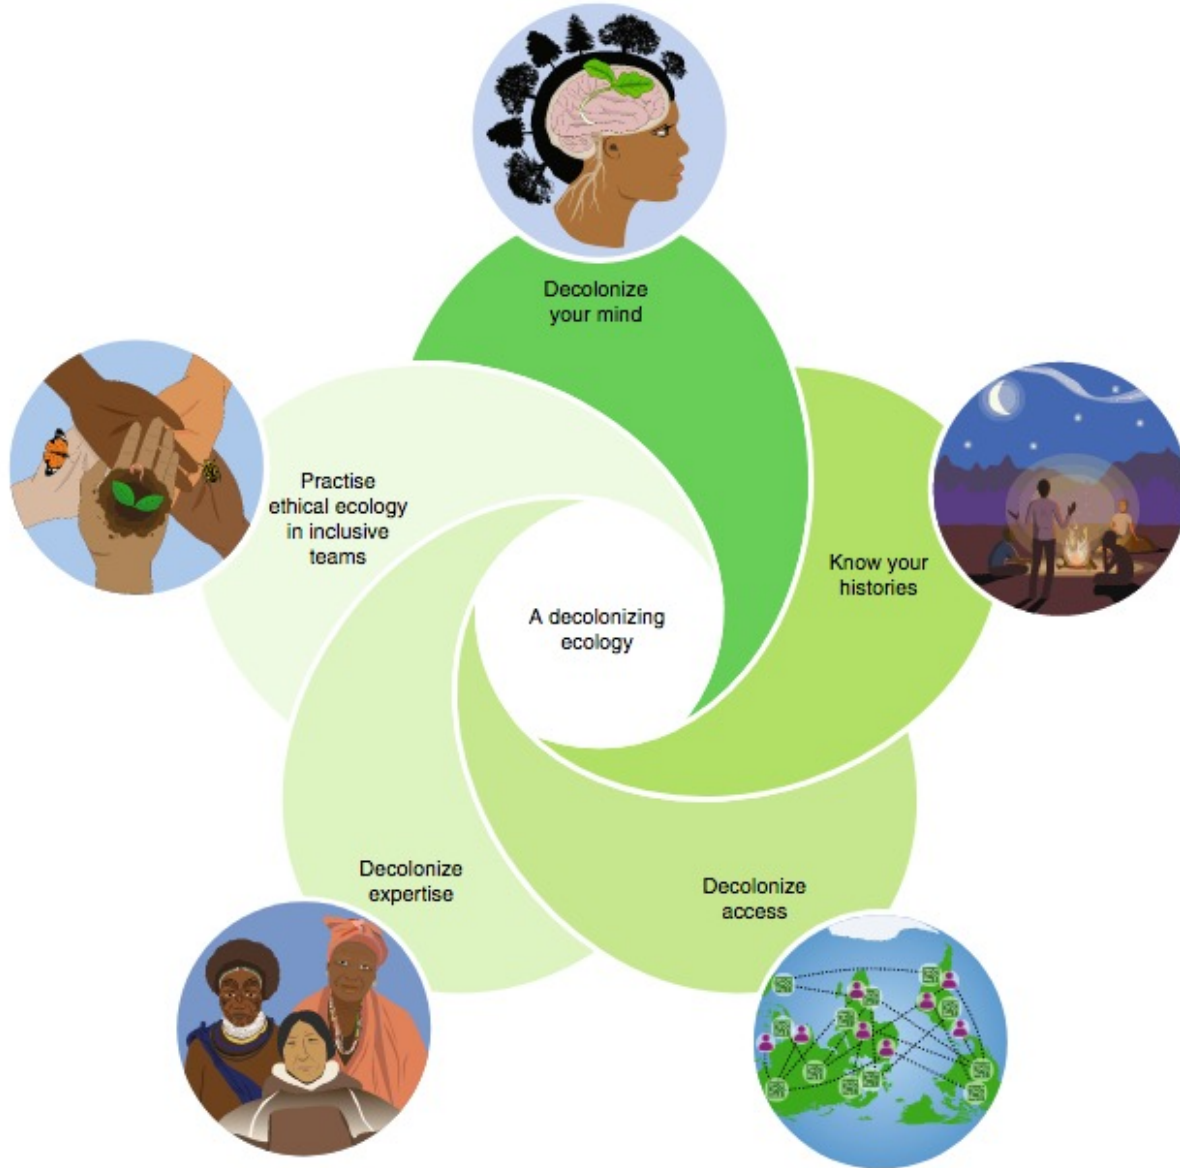 Decolonize
your mind
Know your
histories
Decolonize
access
Decolonize
expertise
Practise
ethical ecology
in inclusive
teams
A decolonizing
ecology